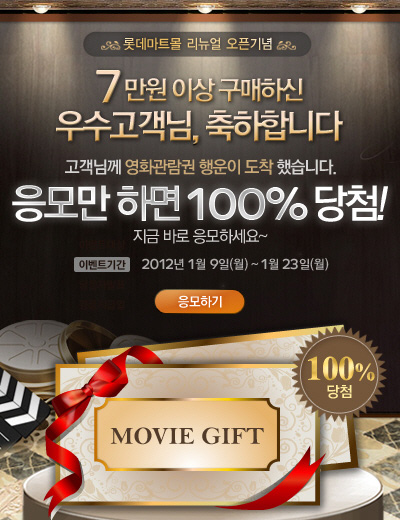 롯데마트몰 리뉴얼 오픈기념
7만원 이상 구매하신
우수고객님, 축하합니다
고객님께 영화관람권 행운이 도착 했습니다.
응모만 하면 100% 당첨!
지금 바로 응모하세요~
이벤트기간 2012년 1월 9일(월) ~ 1월 23일(월)
응모하기
100%
당첨
MOVIE GIFT